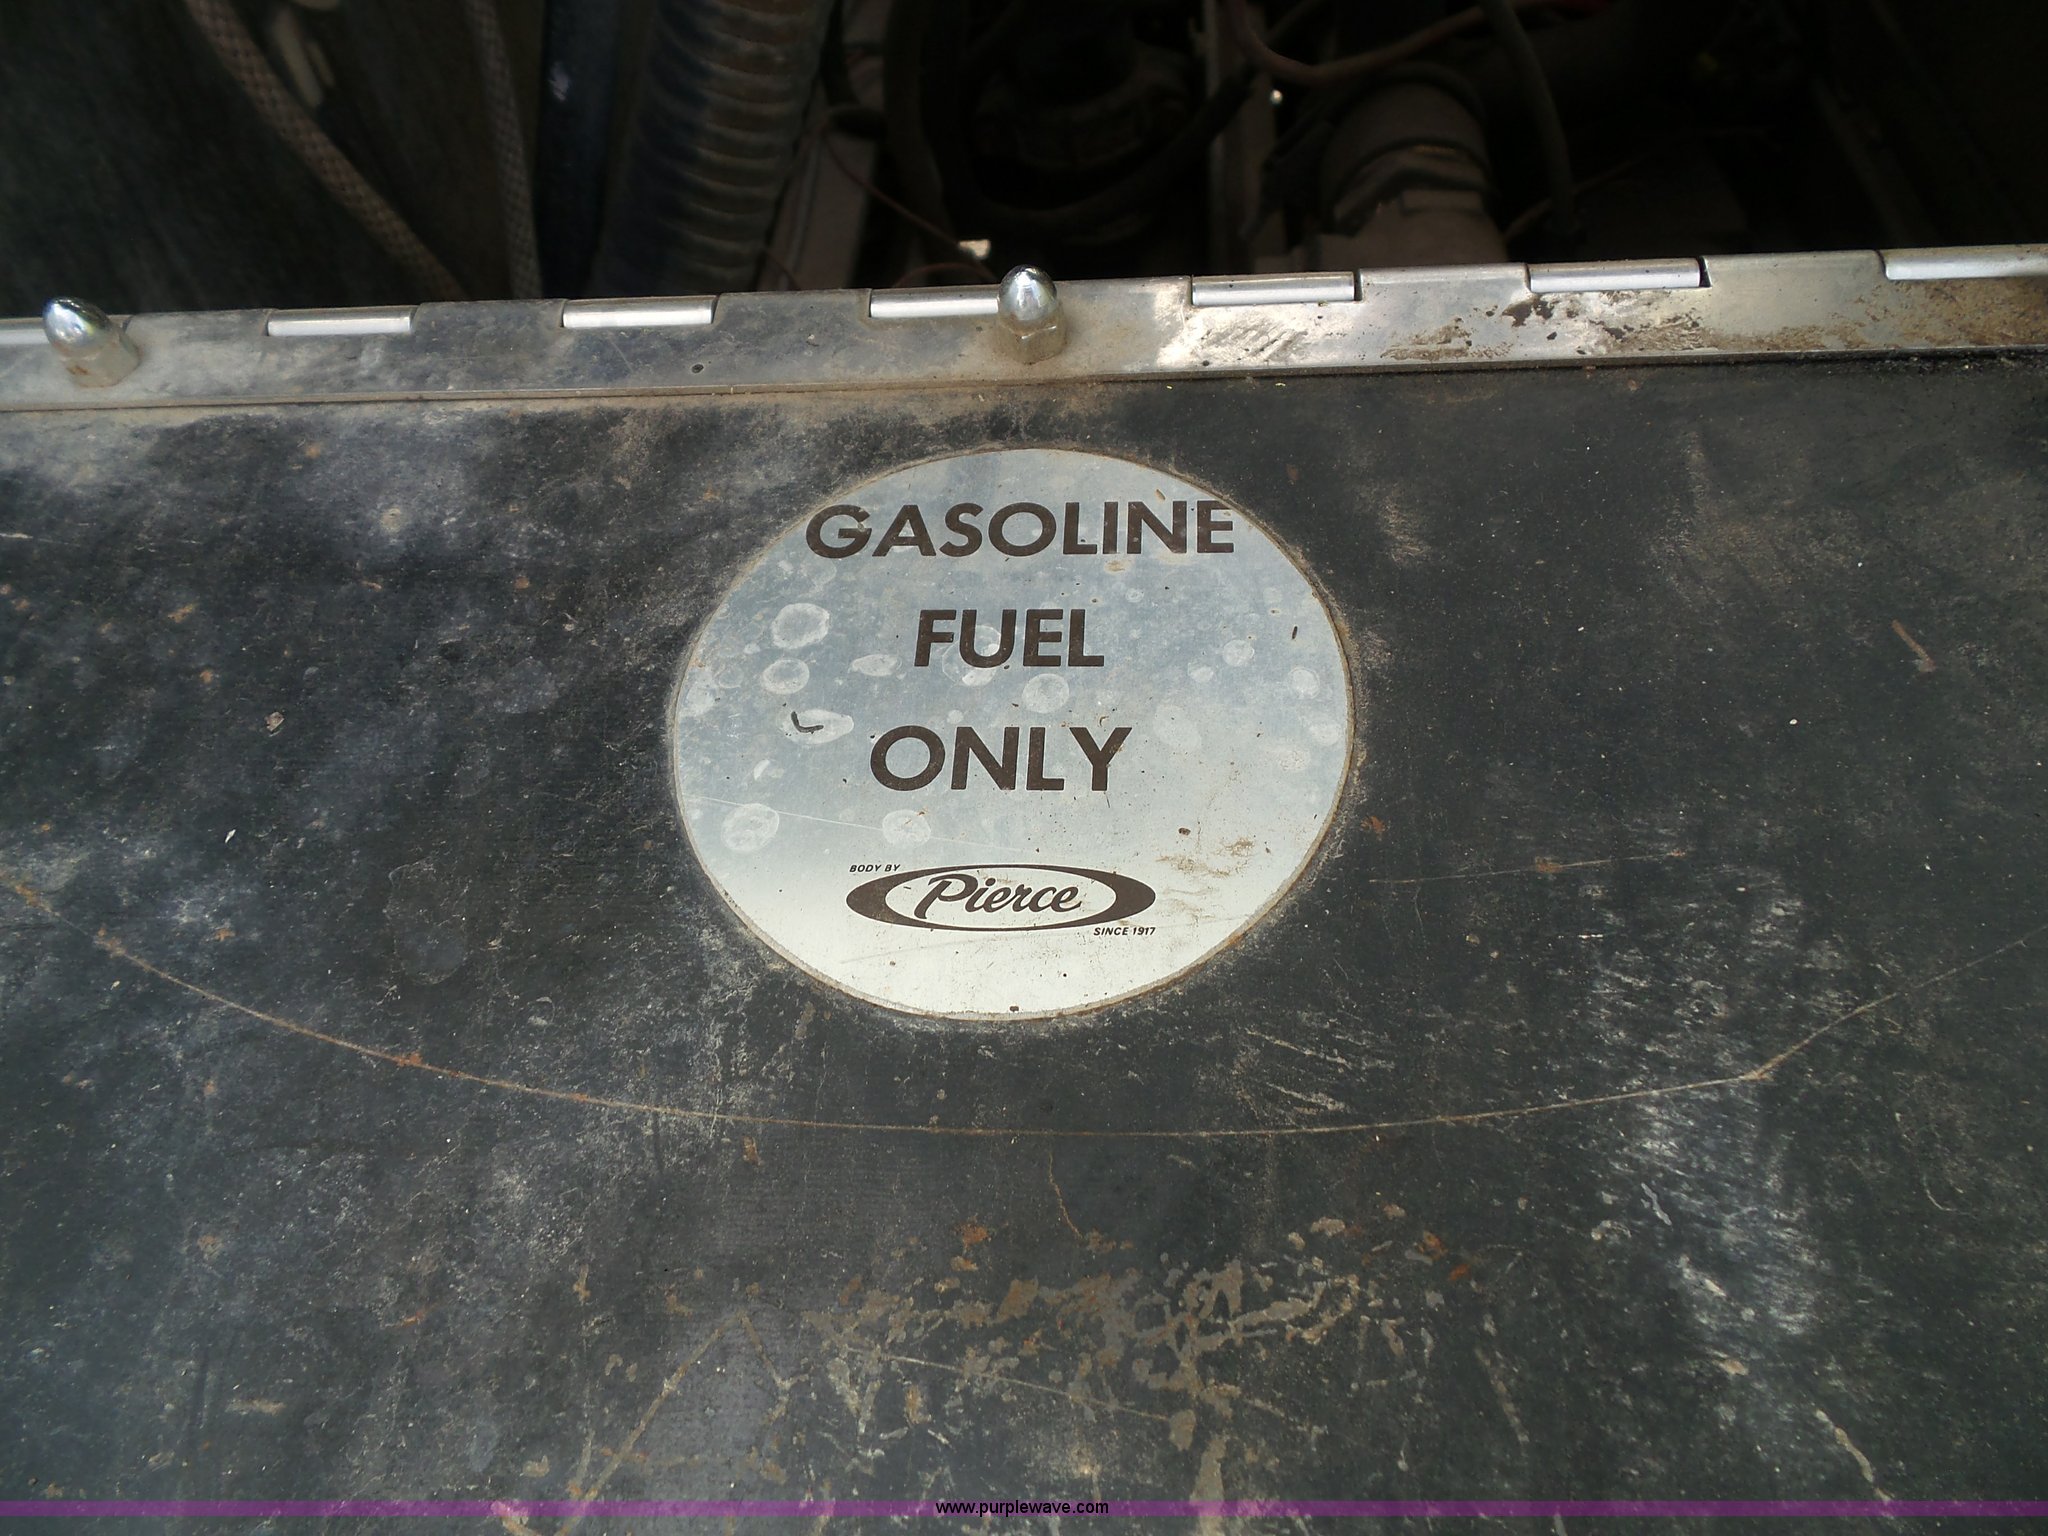 GASOLINE
FUEL
ONLY
BODY BY
Pierce
SINCE 1917
www.purplewave.com